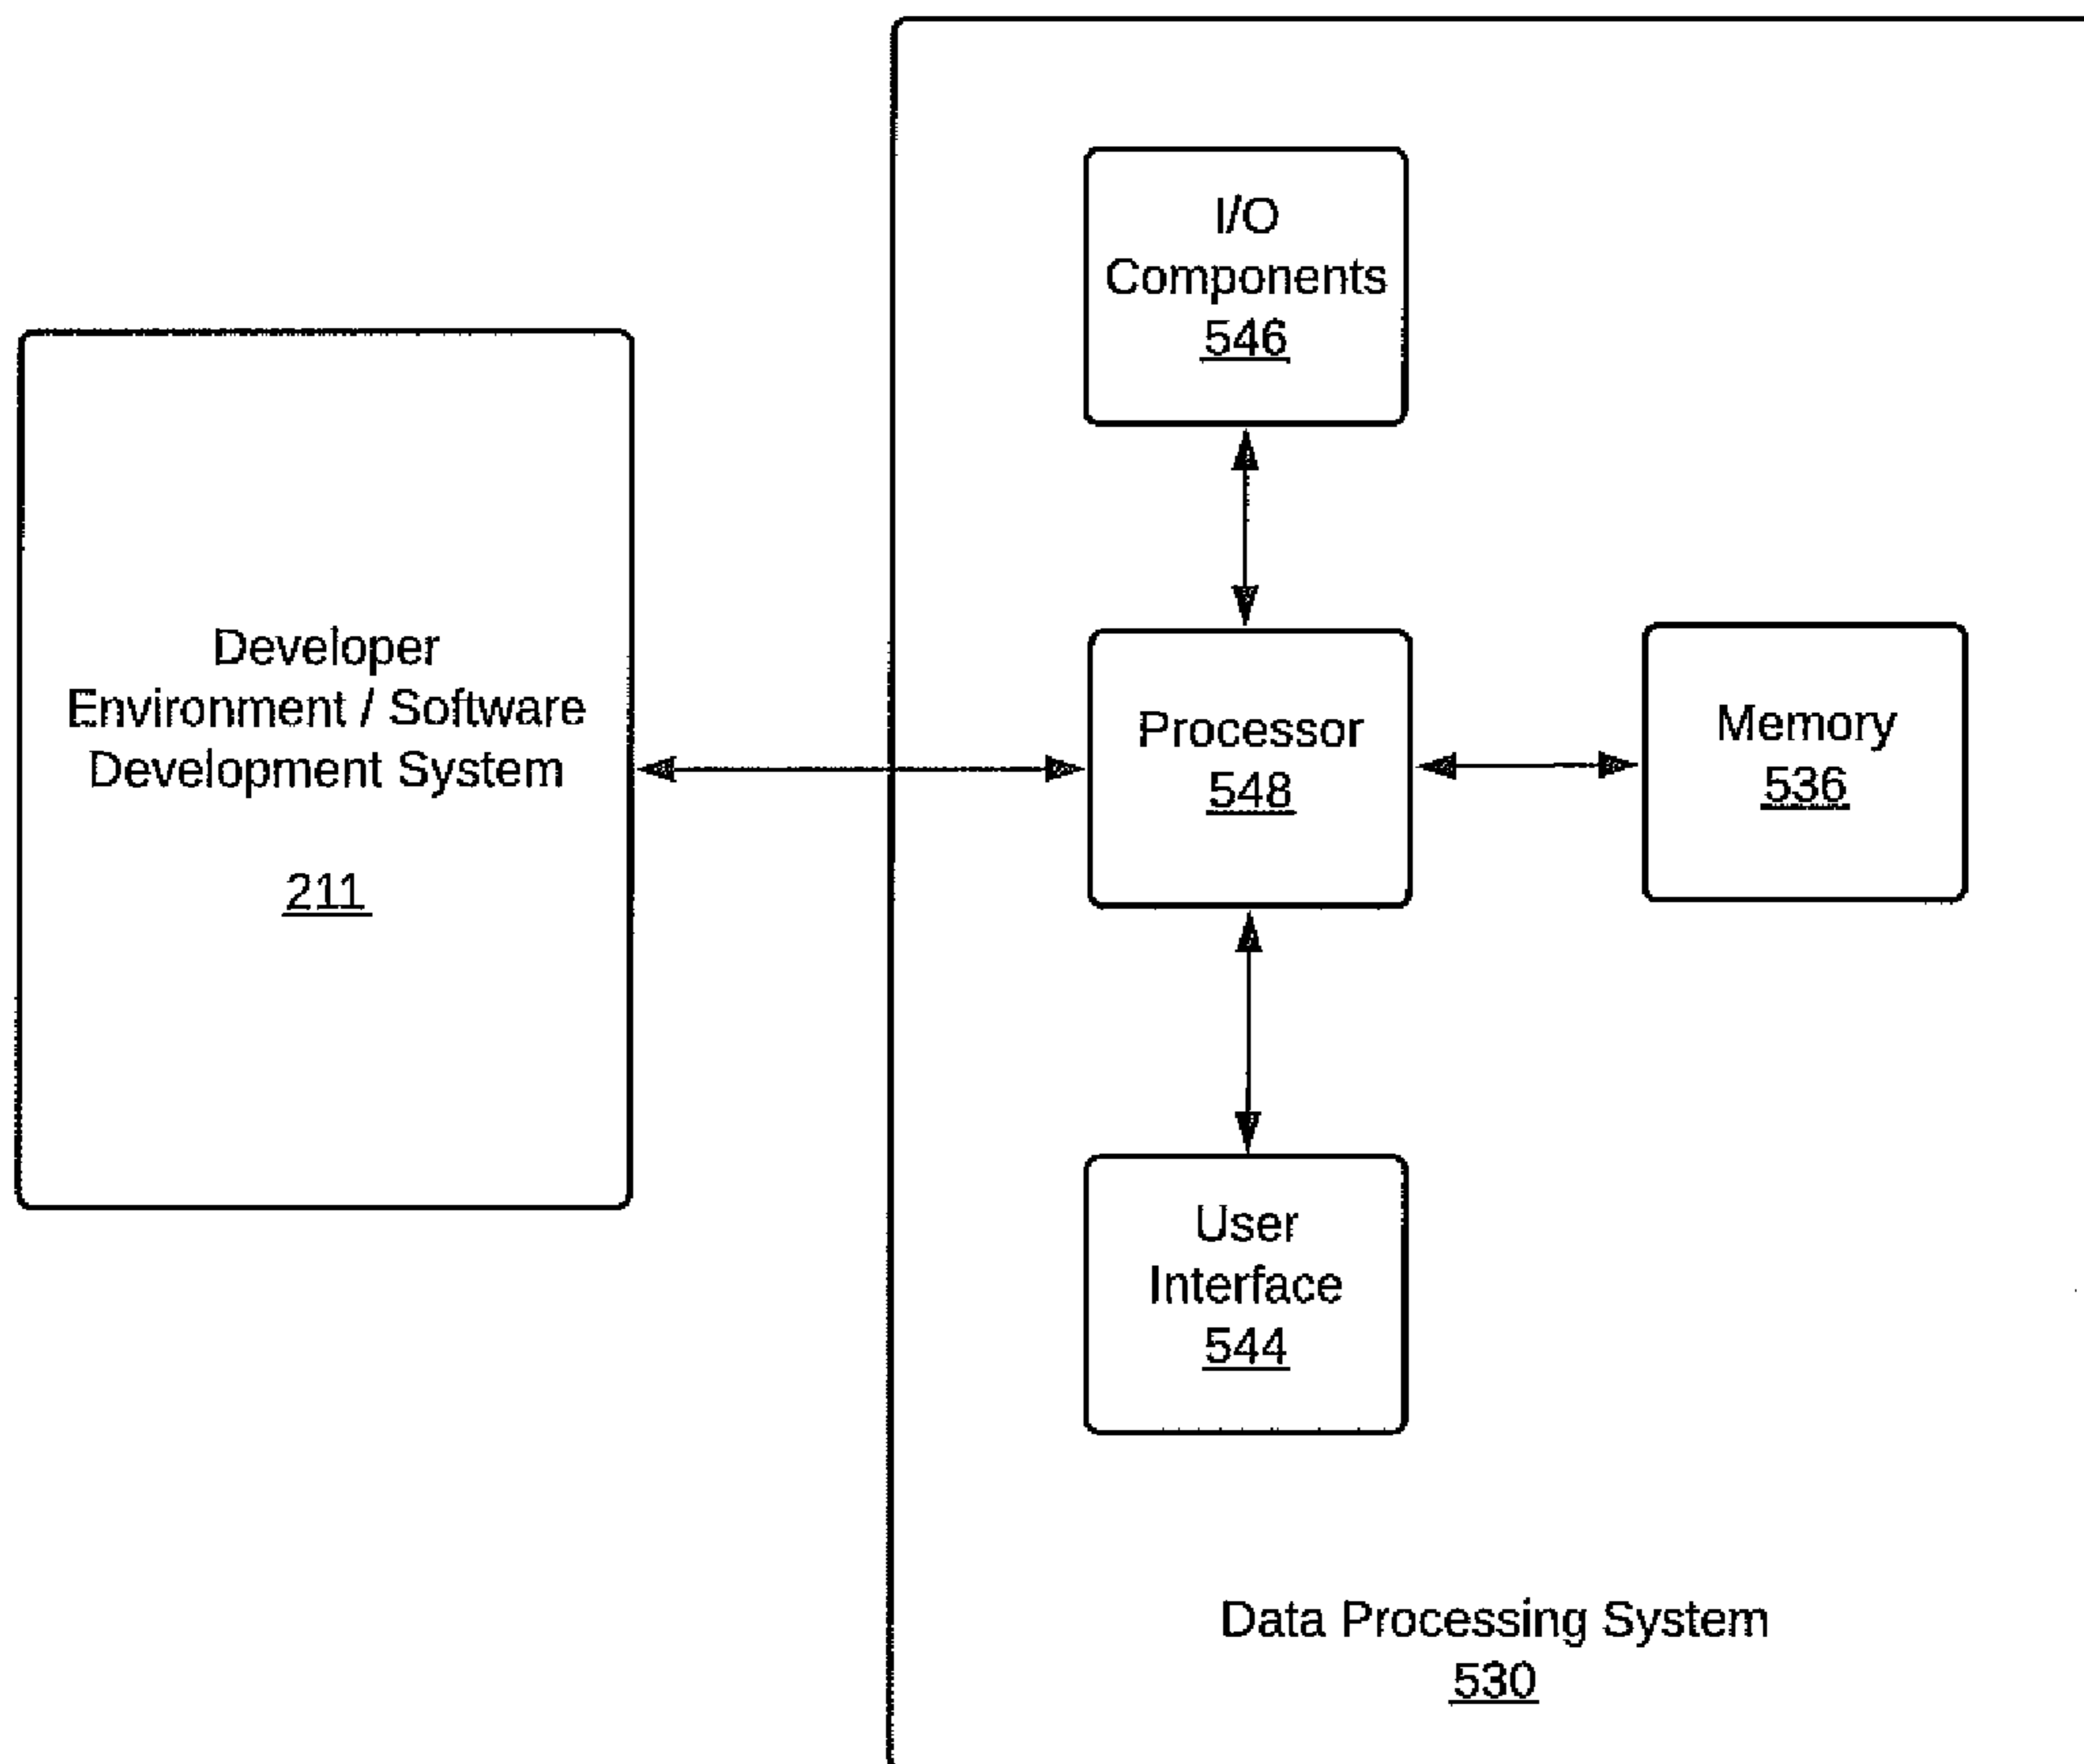 I/O
Components
546
Developer
Environment / Software
Development System
211
Processor
548
Memory
536
User
Interface
544
Data Processing System
530